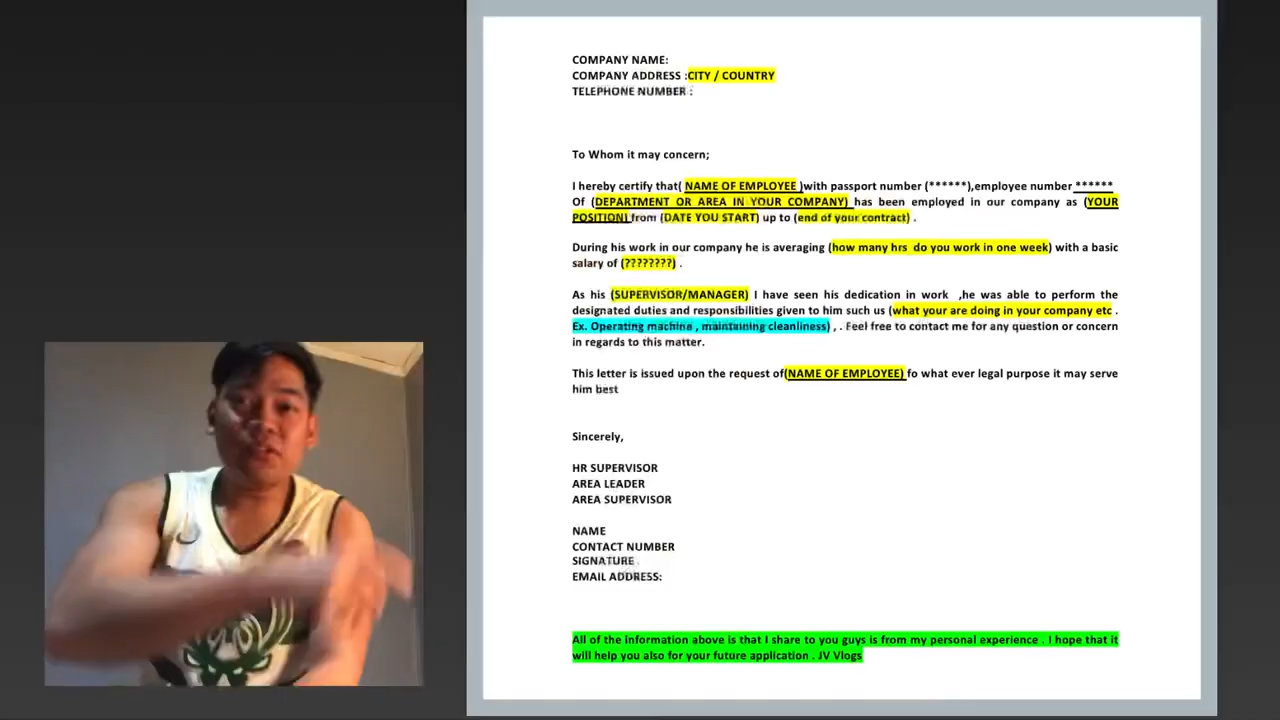 COMPANY NAME:
COMPANY ADDRESS :CITY / COUNTRY
TELEPHONE NUMBER :
To Whom it may concern;
I hereby certify that( NAME OF EMPLOYEE )with passport number (******),employee number ******
Of (DEPARTMENT OR AREA IN YOUR COMPANY) has been employed in our company as (YOUR
POSITION) from (DATE YOU START) up to (end of your contract) .
During his work in our company he is averaging (how many hrs do you work in one week) with a basic
salary of (????????) .
As his (SUPERVISOR/MANAGER) I have seen his dedication in work ,he was able to perform the
designated duties and responsibilities given to him such us (what your are doing in your company etc .
Ex. Operating machine , maintaining cleanliness) , . Feel free to contact me for any question or concern
in regards to this matter.
This letter is issued upon the request of(NAME OF EMPLOYEE) fo what ever legal purpose it may serve
him best
Sincerely,
HR SUPERVISOR
AREA LEADER
AREA SUPERVISOR
NAME
CONTACT NUMBER
SIGNATURE
EMAIL ADDRESS:
All of the information above is that I share to you guys is from my personal experience . I hope that it
will help you also for your future application . JV Vlogs